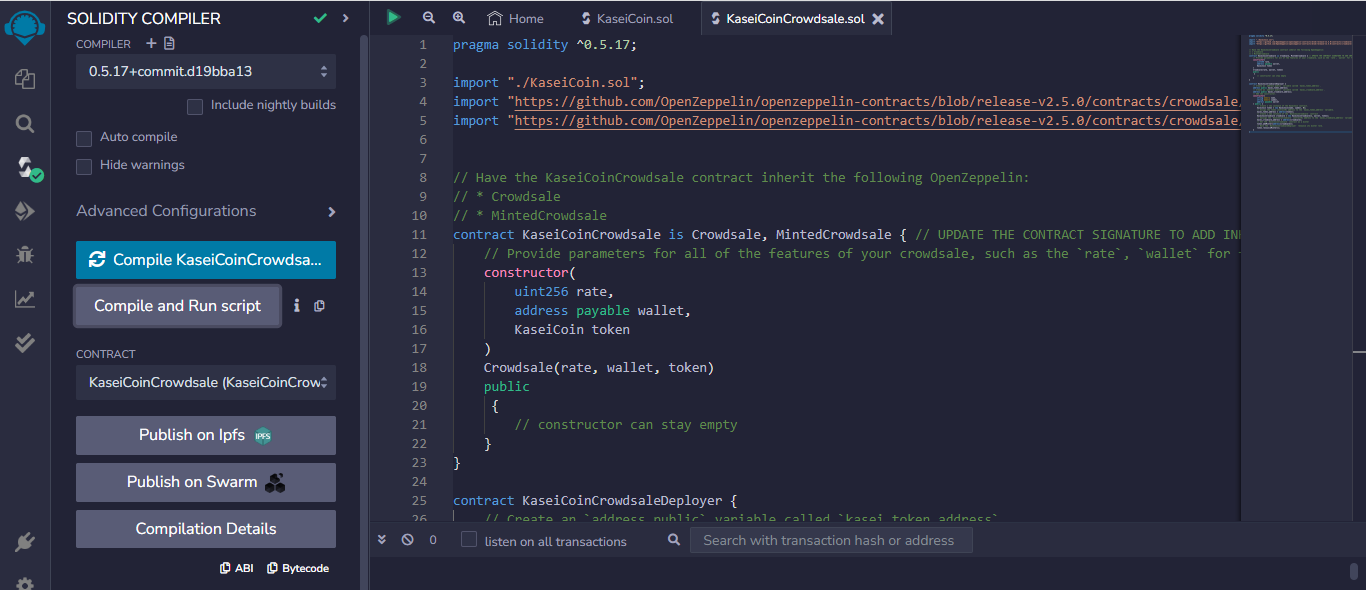 SOLIDITY COMPILER
COMPILER
0.5.17+commit.d19bba13
Include nightly builds
Auto compile
Hide warnings
Advanced Configurations
Compile KaseiCoinCrowdsa...
Compile and Run script
CONTRACT
KaseiCoinCrowdsale (KaseiCoinCrow
Publish on Ipfs IPFS
Publish on Swarm
Compilation Details
ABI Bytecode
Home KaseiCoin.sol KaseiCoinCrowdsale.sol
1 pragma solidity ^0.5.17;
2
3 import "./KaseiCoin.sol";
4 import "https://github.com/OpenZeppelin/openzeppelin-contracts/blob/release-v2.5.0/contracts/crowdsale/
5 import "https://github.com/OpenZeppelin/openzeppelin-contracts/blob/release-v2.5.0/contracts/crowdsale/
6
7
8 // Have the KaseiCoinCrowdsale contract inherit the following OpenZeppelin:
9 // * Crowdsale
10 // * MintedCrowdsale
11 contract KaseiCoinCrowdsale is Crowdsale, MintedCrowdsale { // UPDATE THE CONTRACT SIGNATURE TO ADD
12 // Provide parameters for all of the features of your crowdsale, such as the `rate`, `wallet` for
13 constructor(
14 uint256 rate,
15 address payable wallet,
16 KaseiCoin token
17 )
18 Crowdsale(rate, wallet, token)
19 public
20 {
21 // constructor can stay empty
22 }
23 }
24
25 contract KaseiCoinCrowdsaleDeployer {
26 // Create an `address public` variable called `kasei_token_address`
0 listen on all transactions Search with transaction hash or address